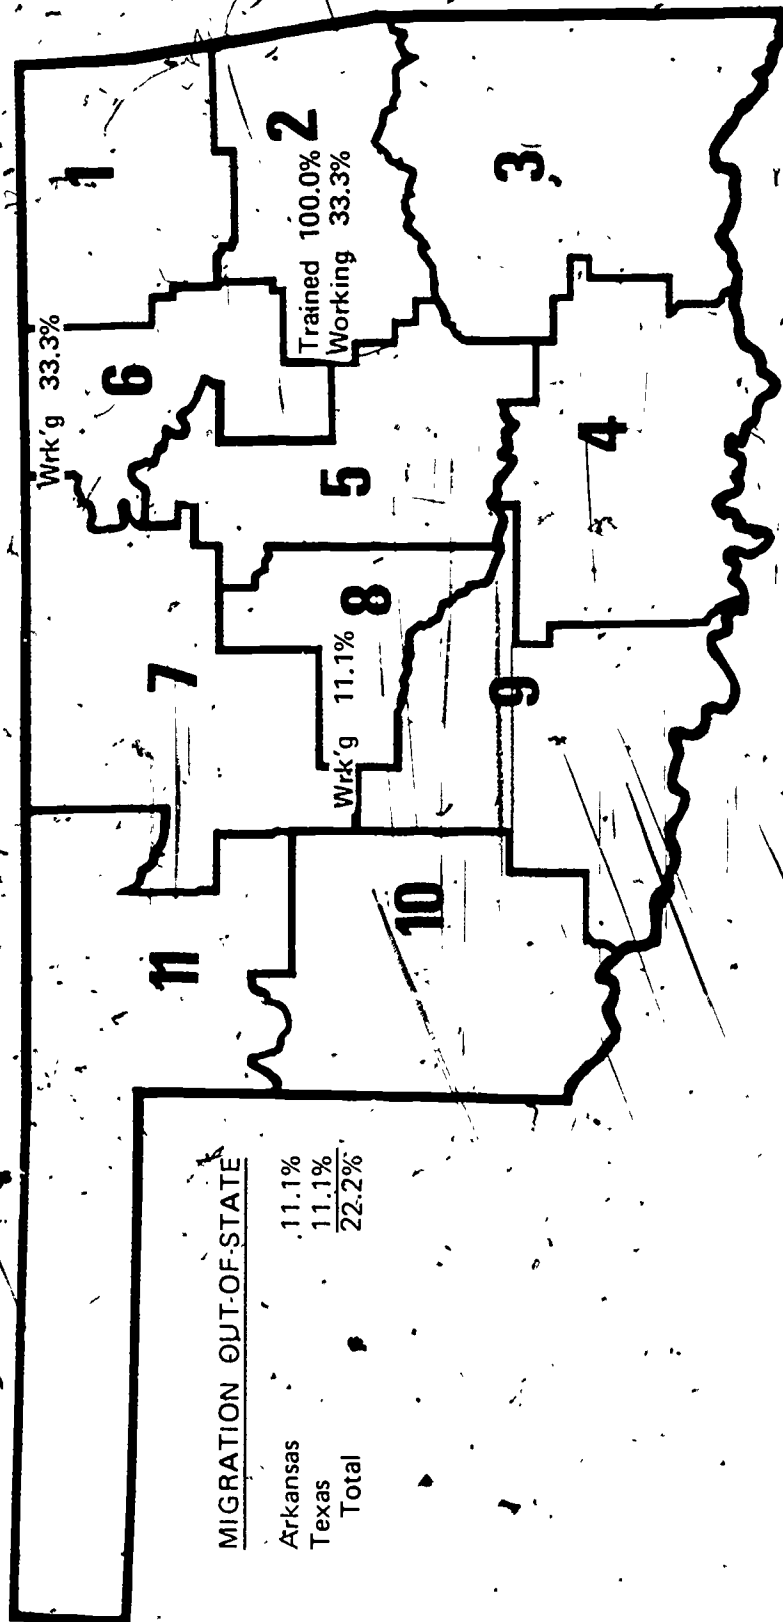 1
Wrk'g 33.3%
6
2
Trained 100.0%
Working 33.3%
3
7
5
4
8
Wrk'g 11.1%
9
11
10
MIGRATION OUT-OF-STATE
Arkansas 11.1%
Texas 11.1%
Total 22.2%